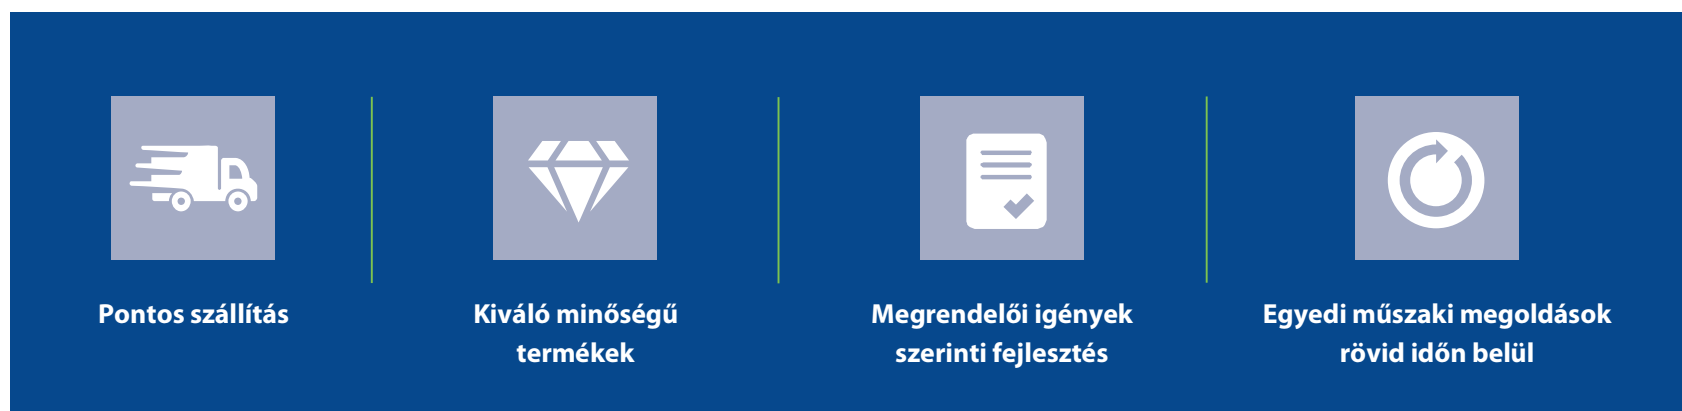 Pontos szállítás
Kiváló minőségű
termékek
Megrendelői igények
szerinti fejlesztés
Egyedi műszaki megoldások
rövid időn belül